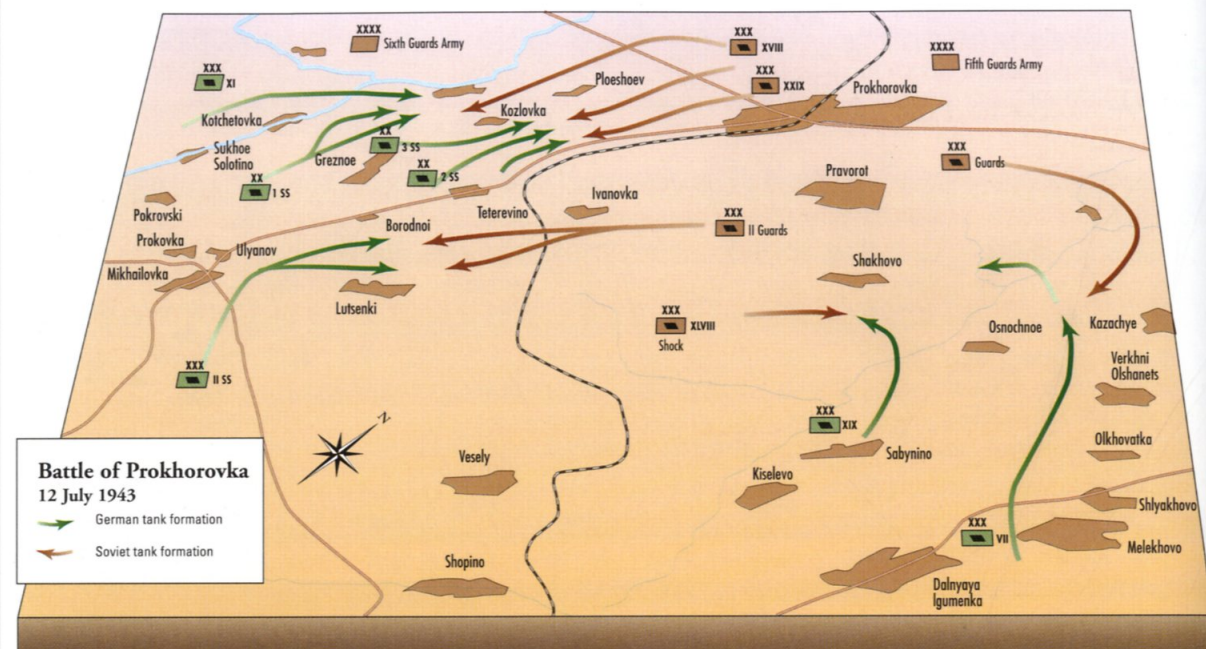 XXXX
Sixth Guards Army
XXX
XVIII
XXXX
Fifth Guards Army
XXX
XI
XXX
XXIX
Ploeshoev
Prokhorovka
Kotchetovka
Kozlovka
XX
3 SS
Sukhoe
Solotino
Greznoe
XX
2 SS
XX
1 SS
XXX
Guards
Pravorot
Pokrovski
Ivanovka
Teterevino
Borodnoi
XXX
II Guards
Prokovka
Ulyanov
Mikhailovka
Shakhovo
Lutsenki
XXX
XLVIII
Shock
Osnochnoe
Kazachye
Verkhni
Olshanets
XXX
II SS
XXX
XIX
N
Olkhovatka
Sabynino
Vesely
Kiselevo
Battle of Prokhorovka
12 July 1943
German tank formation
Soviet tank formation
Shlyakhovo
XXX
VII
Melekhovo
Shopino
Dalnyaya
Igumenka